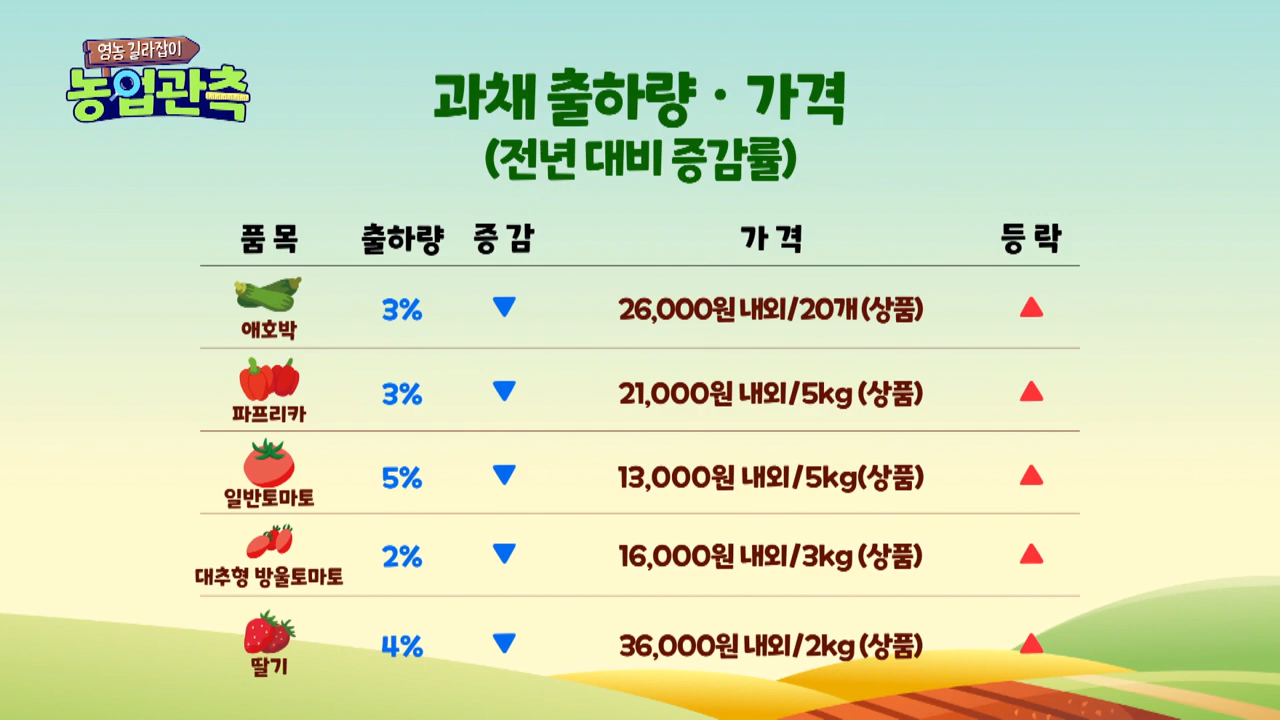 영농 길라잡이
농업관측
과채 출하량 · 가격
(전년 대비 증감률)
품 목 출하량 증 감 가 격 등 락
애호박 3% ▼ 26,000원 내외/20개 (상품) ▲
파프리카 3% ▼ 21,000원 내외/5kg (상품) ▲
일반토마토 5% ▼ 13,000원 내외/5kg(상품) ▲
대추형 방울토마토 2% ▼ 16,000원 내외/3kg (상품) ▲
딸기 4% ▼ 36,000원 내외/2kg (상품) ▲